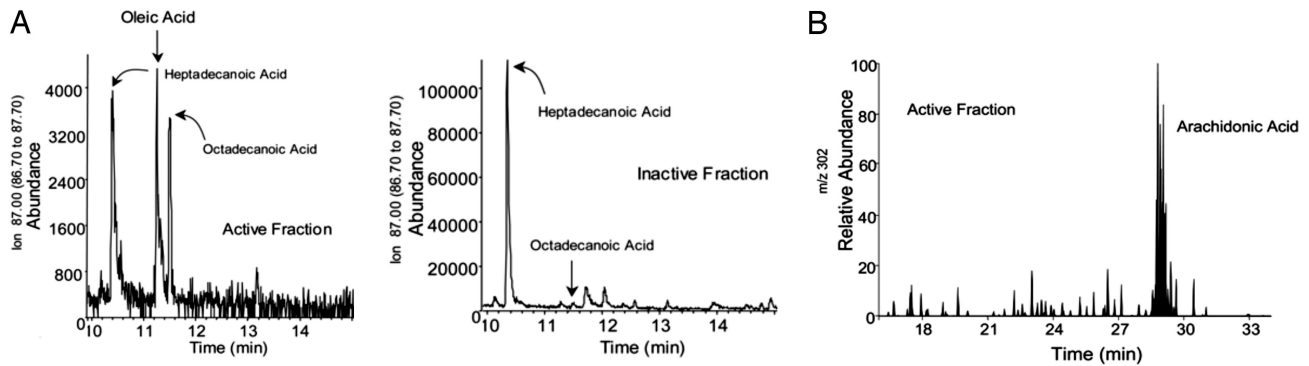 A
Oleic Acid
Heptadecanoic Acid
Octadecanoic Acid
Active Fraction
Ion 87.00 (86.70 to 87.70)
Abundance
4000
3200
2400
1600
800
0
10 11 12 13 14
Time (min)
Heptadecanoic Acid
Inactive Fraction
Octadecanoic Acid
Ion 87.00 (86.70 to 87.70)
Abundance
100000
80000
60000
40000
20000
0
10 11 12 13 14 15
Time (min)
B
Active Fraction
Arachidonic Acid
m/z 302
Relative Abundance
100
80
60
40
20
0
18 21 24 27 30 33
Time (min)